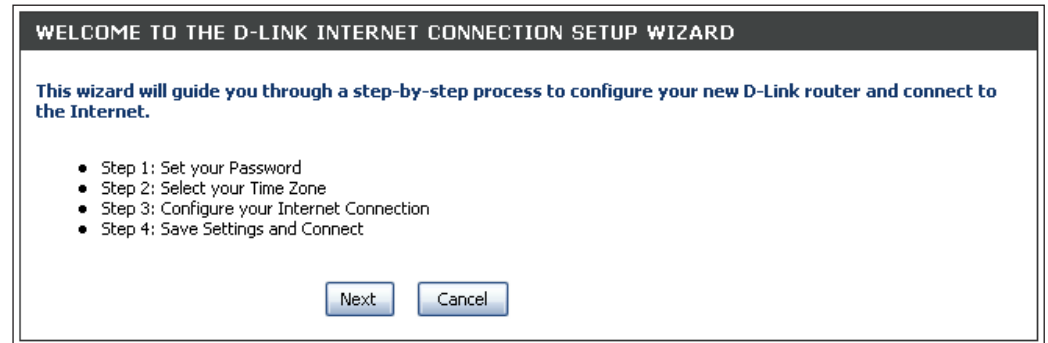 WELCOME TO THE D-LINK INTERNET CONNECTION SETUP WIZARD
This wizard will guide you through a step-by-step process to configure your new D-Link router and connect to
the Internet.
• Step 1: Set your Password
• Step 2: Select your Time Zone
• Step 3: Configure your Internet Connection
• Step 4: Save Settings and Connect
Next Cancel